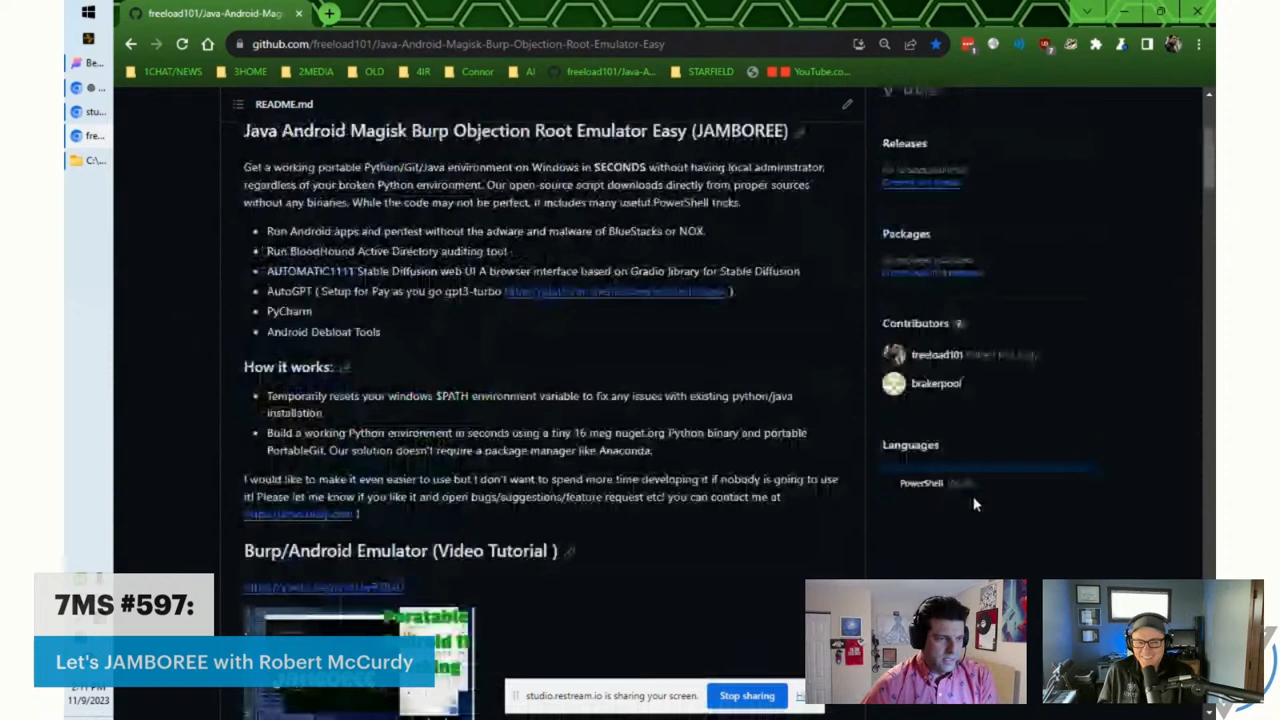 freeload101/Java-Android-Mag
github.com/freeload101/Java-Android-Magisk-Burp-Objection-Root-Emulator-Easy
1CHAT/NEWS
3HOME
2MEDIA
OLD
4IR
Connor
AI
freeload101/Java-A...
STARFIELD
YouTube.co...
Be...
stu...
fre...
C:\...
README.md
Java Android Magisk Burp Objection Root Emulator Easy (JAMBOREE)
Get a working portable Python/Git/Java environment on Windows in SECONDS without having local administrator,
regardless of your broken Python environment. Our open-source script downloads directly from proper sources
without any binaries. While the code may not be perfect, it includes many useful PowerShell tricks.
Run Android apps and pentest without the adware and malware of BlueStacks or NOX.
Run BloodHound Active Directory auditing tool
AUTOMATIC1111 Stable Diffusion web UI A browser interface based on Gradio library for Stable Diffusion
AutoGPT ( Setup for Pay as you go gpt3-turbo )
PyCharm
Android Debloat Tools
How it works:
Temporarily resets your windows $PATH environment variable to fix any issues with existing python/java
installation
Build a working Python environment in seconds using a tiny 16 meg nuget.org Python binary and portable
PortableGit. Our solution doesn't require a package manager like Anaconda.
I would like to make it even easier to use but I don't want to spend more time developing it if nobody is going to use
it! Please let me know if you like it and open bugs/suggestions/feature request etc! you can contact me at
Burp/Android Emulator (Video Tutorial )
Releases
Packages
Contributors
freeload101
brakerpool
Languages
PowerShell
7MS #597:
Let's JAMBOREE with Robert McCurdy
11/9/2023
studio.restream.io is sharing your screen.
Stop sharing